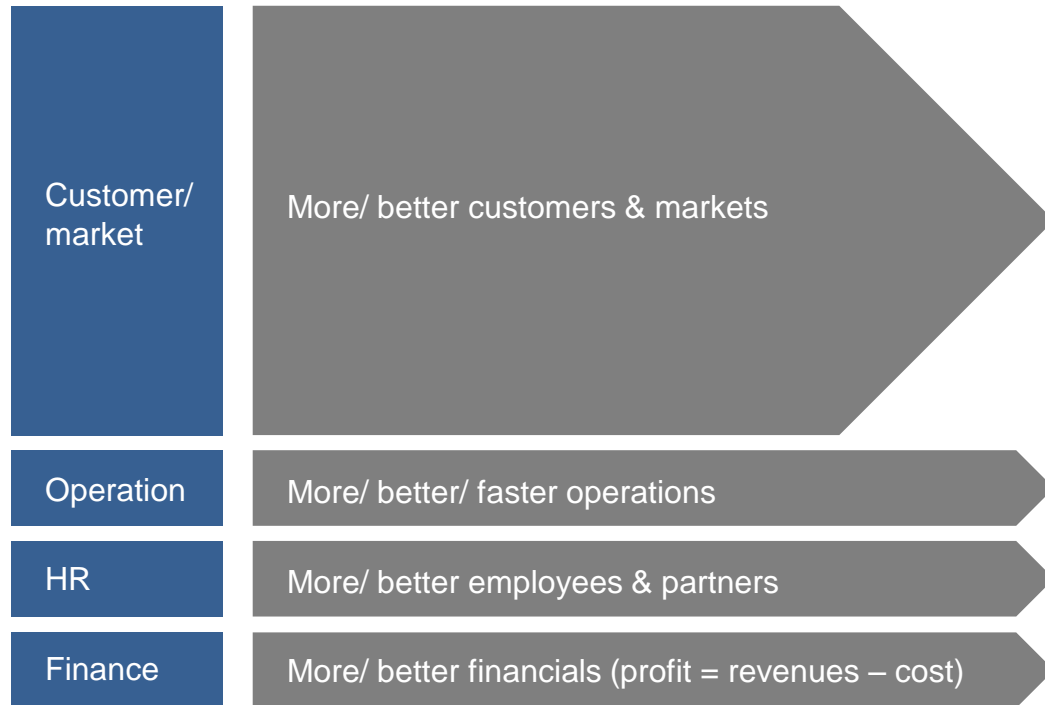 Customer/
market
More/ better customers & markets
Operation
More/ better/ faster operations
HR
More/ better employees & partners
Finance
More/ better financials (profit = revenues – cost)